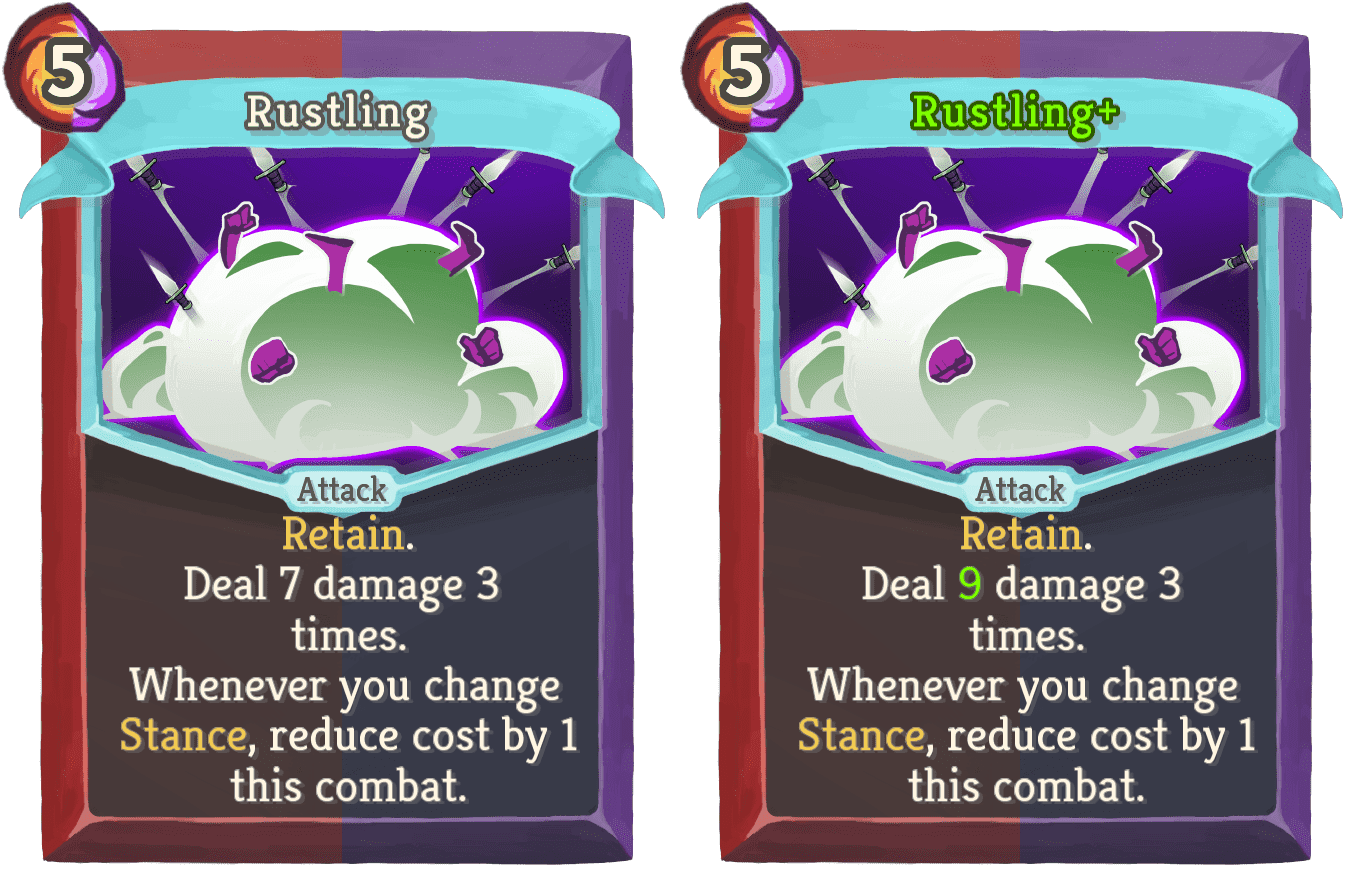 5
Rustling
Attack
Retain.
Deal 7 damage 3
times.
Whenever you change
Stance, reduce cost by 1
this combat.
5
Rustling+
Attack
Retain.
Deal 9 damage 3
times.
Whenever you change
Stance, reduce cost by 1
this combat.